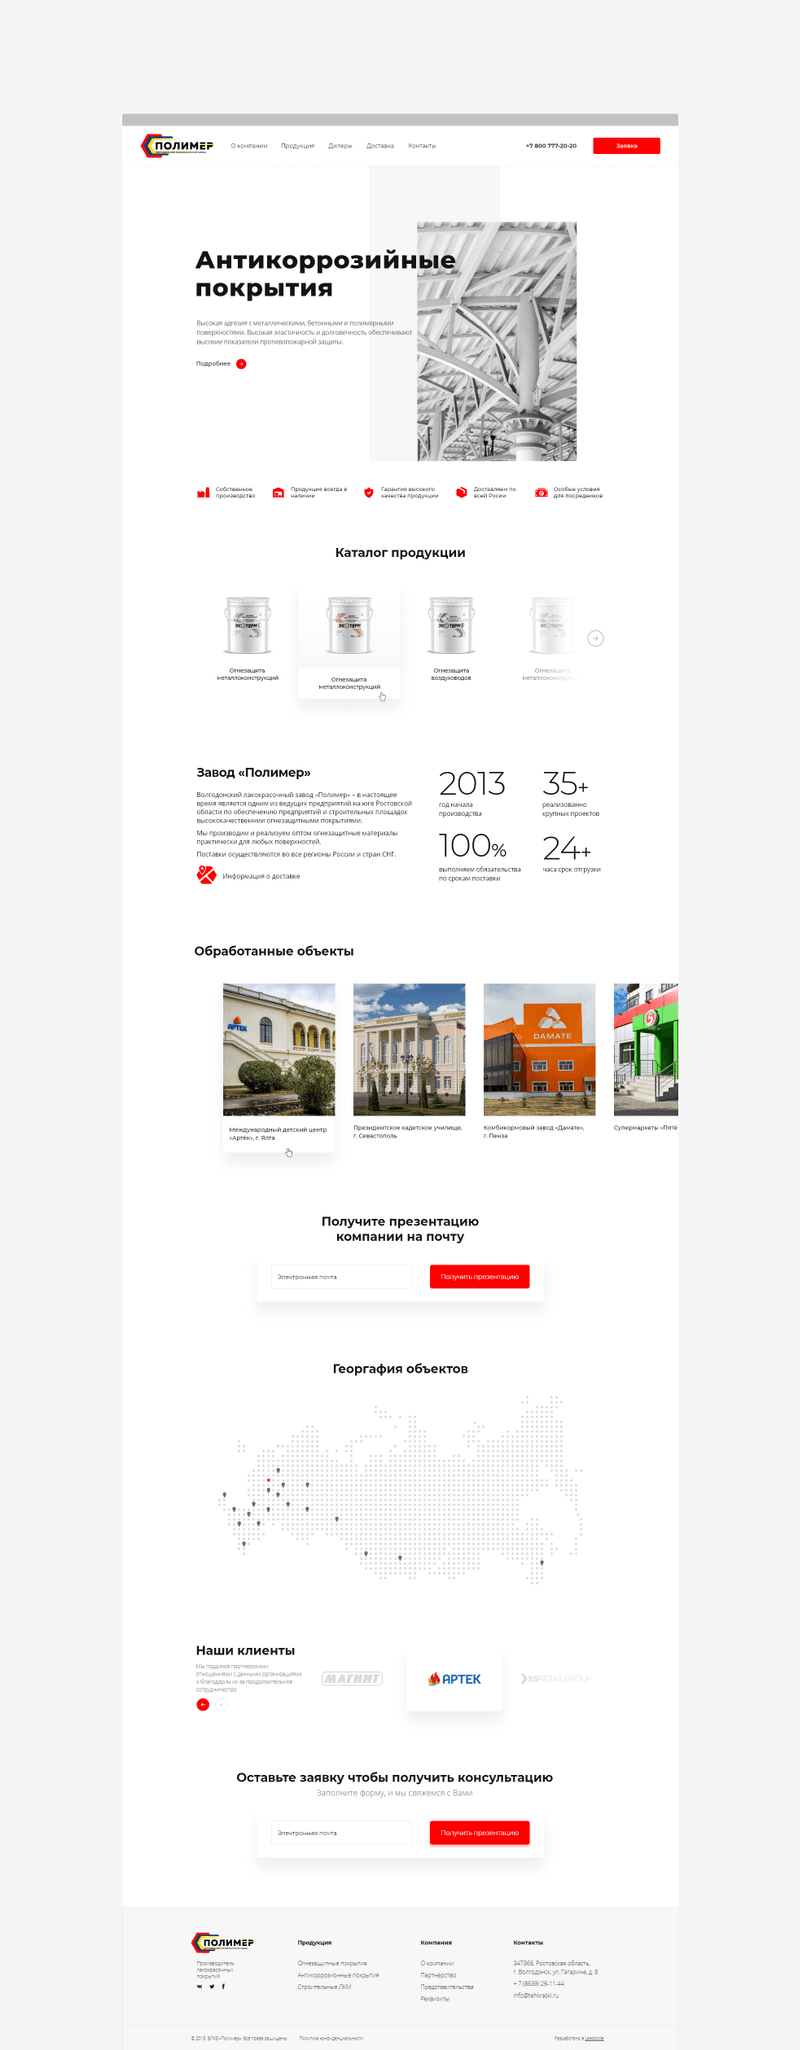 ПОЛИМЕР
О компании
Продукция
Дилеры
Доставка
Контакты
+7 800 777-20-20
Заявка
Антикоррозийные
покрытия
Высокая адгезия с металлическими, бетонными и полимерными
поверхностями. Высокая эластичность и долговечность обеспечивают
высокие показатели противопожарной защиты.
Подробнее
Собственное
производство
Продукция всегда в
наличии
Гарантия высокого
качества продукции
Доставляем по
всей Росии
Особые условия
для посредников
Каталог продукции
Огнезащита
металлоконструкций
Огнезащита
металлоконструкций
Огнезащита
воздуховодов
Огнезащита
металлоконструкций
Завод «Полимер»
Волгодонский лакокрасочный завод «Полимер» – в настоящее
время является одним из ведущих предприятий на юге Ростовской
области по обеспечению предприятий и строительных площадок
высококачественнми огнезащитными покрытиями.
Мы производим и реализуем оптом огнезащитные материалы
практически для любых поверхностей.
Поставки осуществляются во все регионы России и стран СНГ.
Информация о доставке
2013
год начала
производства
35+
реализованно
крупных проектов
100%
выполняем обязательства
по срокам поставки
24+
часа срок отгрузки
Обработанные объекты
АРТЕК
DAMATE
Международный детский центр
«Артек», г. Ялта
Президентское кадетское училище,
г. Севастополь
Комбикормовый завод «Дамате»,
г. Пенза
Супермаркеты «Пяте
Получите презентацию
компании на почту
Электронная почта
Получить презентацию
Георгафия объектов
Наши клиенты
Мы гордимся партнерскими
отношениями с данными организациями
и благодарим их за продолжительное
сотрудничество
МАГНИТ
АРТЕК
X5RETAILGROUP
Оставьте заявку чтобы получить консультацию
Заполните форму, и мы свяжемся с Вами
Электронная почта
Получить презентацию
ПОЛИМЕР
Производитель
лакокрасочных
покрытий
Продукция
Огнезащитные покрытия
Антикоррозионные покрытия
Строительные ЛКМ
Компания
О компании
Партнерство
Представительства
Реквизиты
Контакты
347368, Ростовская область,
г. Волгодонск, ул. Гагарина, д. 8
+ 7 (8639) 29-11-44
info@tehkraski.ru
© 2018. ВЛКЗ «Полимер». Все права защищены
Политика конфиденциальности
Разработано в